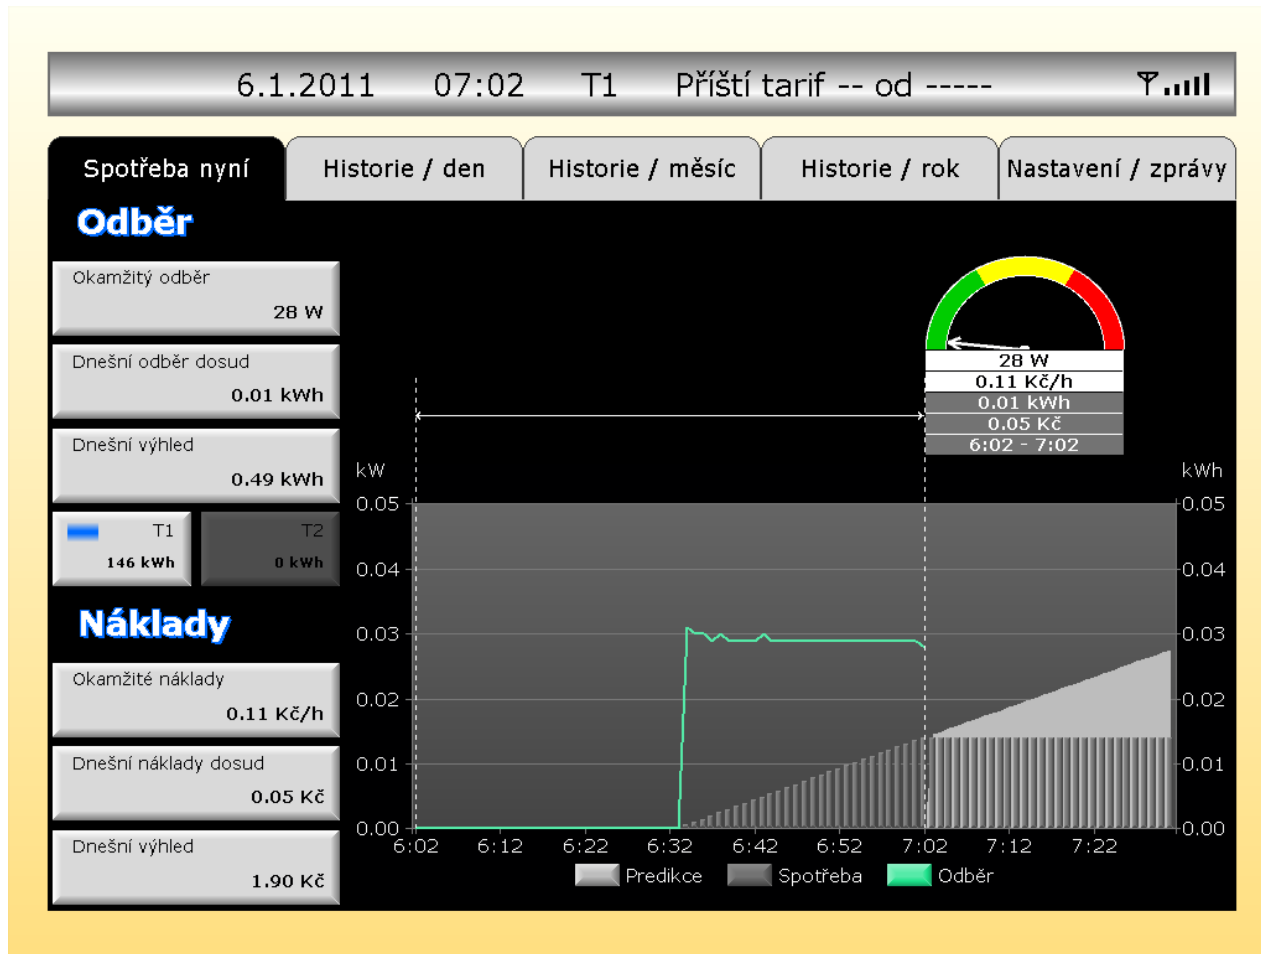 6.1.2011 07:02 T1 Příští tarif -- od -----
Spotřeba nyní
Historie / den
Historie / měsíc
Historie / rok
Nastavení / zprávy
Odběr
Okamžitý odběr
28 W
Dnešní odběr dosud
0.01 kWh
Dnešní výhled
0.49 kWh
T1
146 kWh
T2
0 kWh
Náklady
Okamžité náklady
0.11 Kč/h
Dnešní náklady dosud
0.05 Kč
Dnešní výhled
1.90 Kč
28 W
0.11 Kč/h
0.01 kWh
0.05 Kč
6:02 - 7:02
kW
0.05
0.04
0.03
0.02
0.01
0.00
kWh
0.05
0.04
0.03
0.02
0.01
0.00
6:02 6:12 6:22 6:32 6:42 6:52 7:02 7:12 7:22
Predikce Spotřeba Odběr